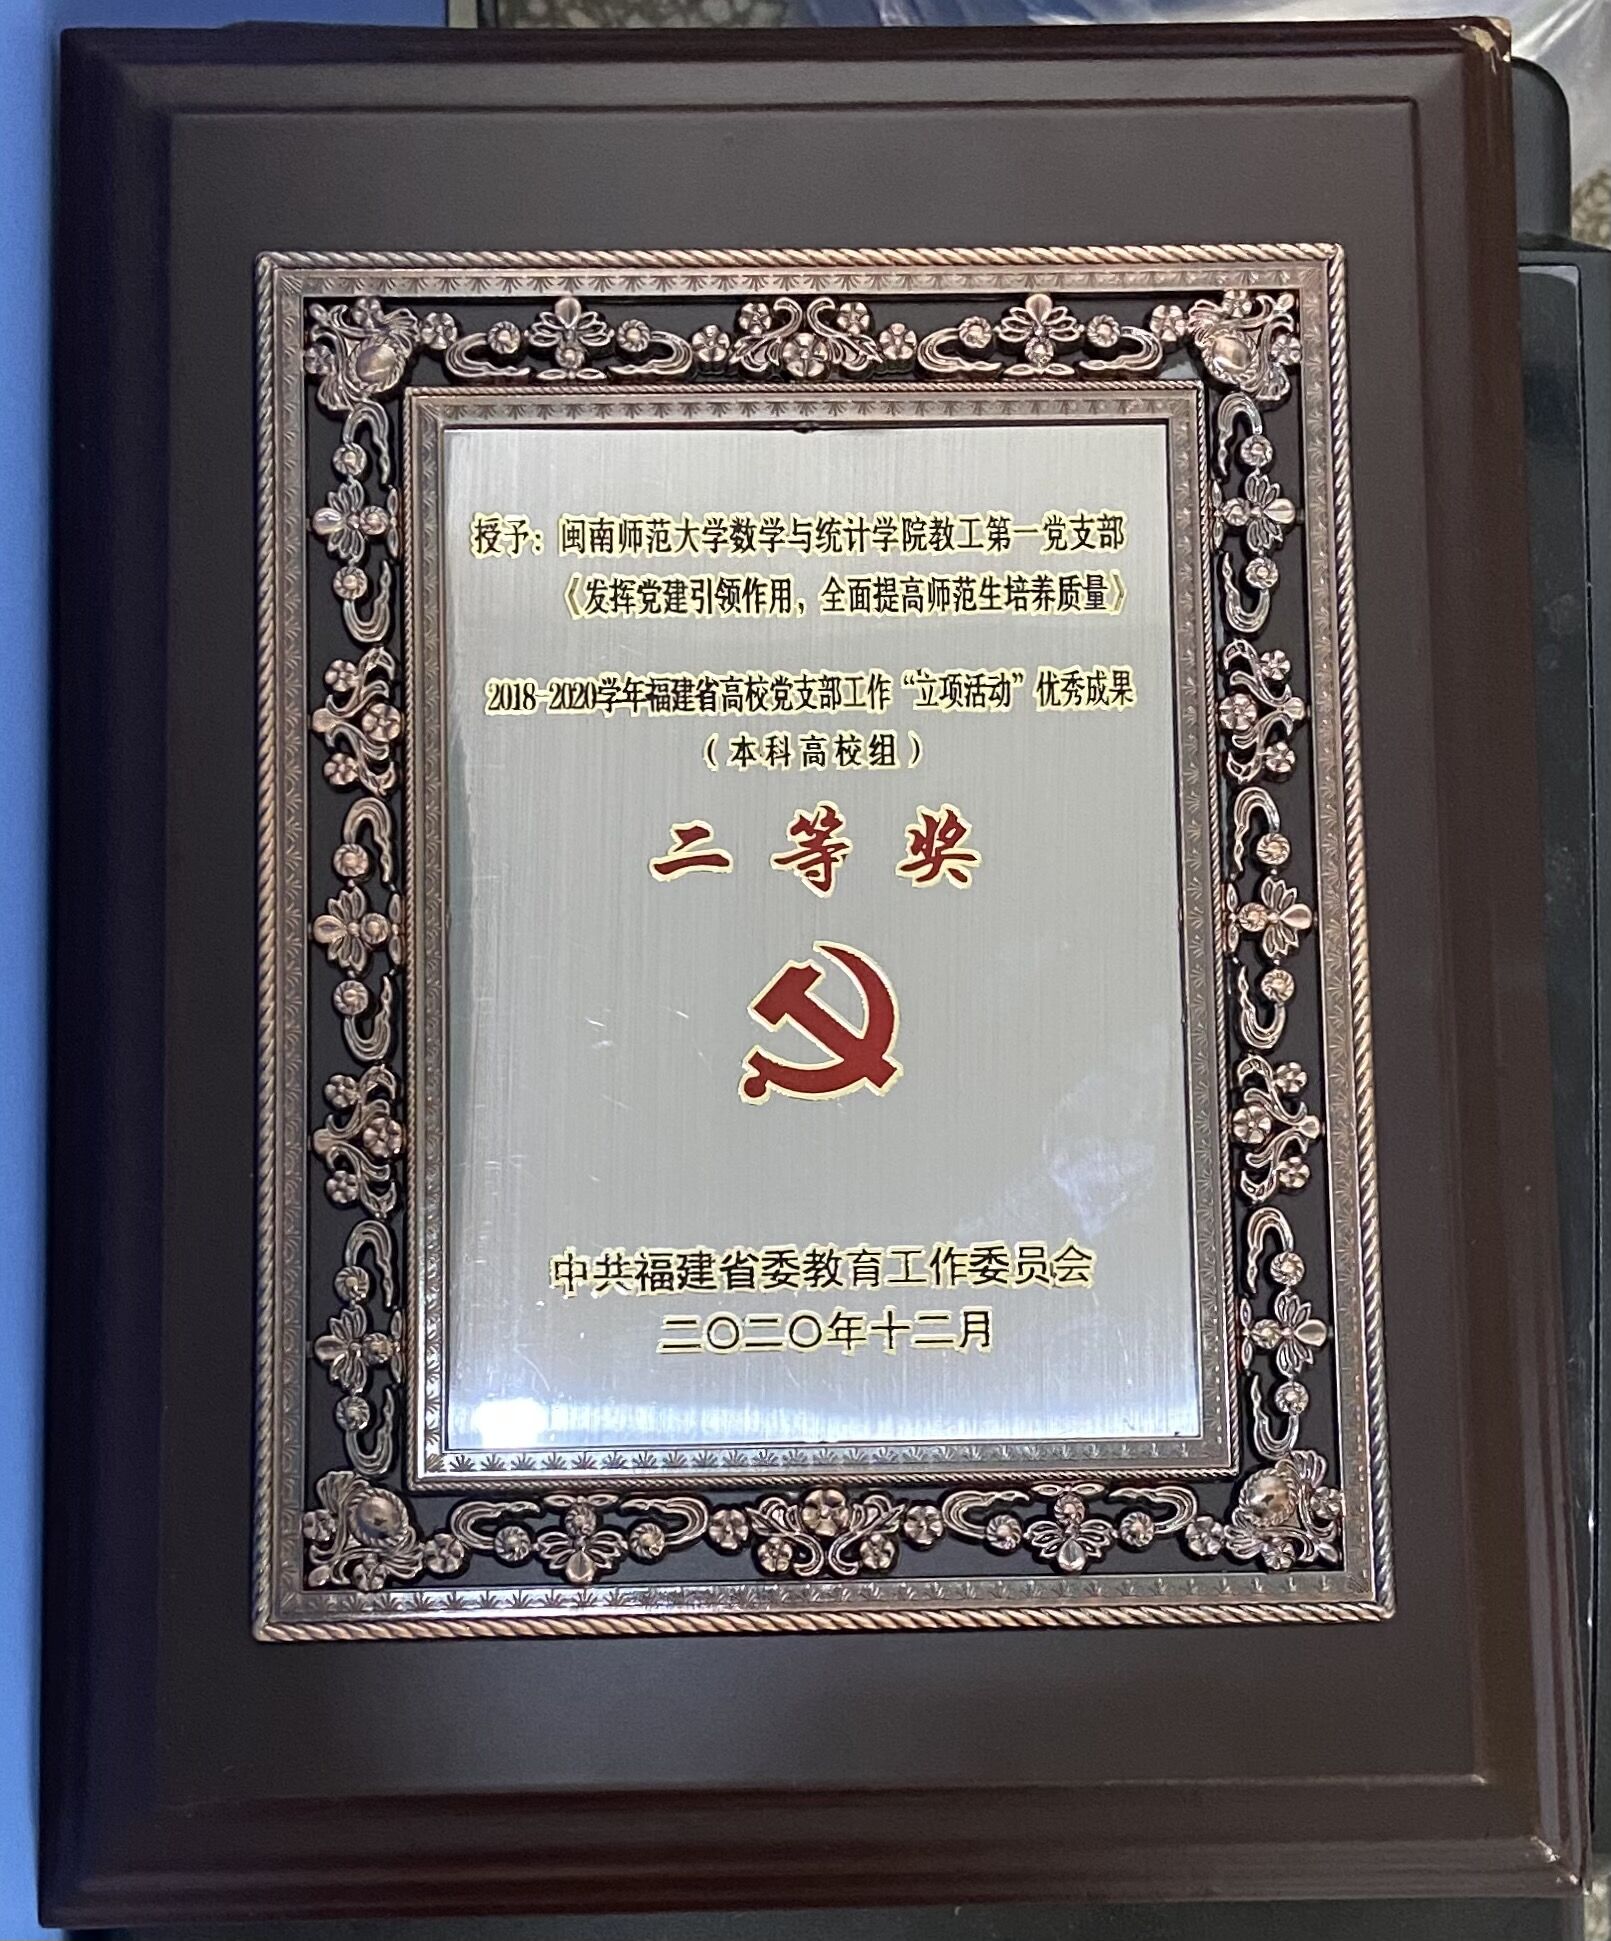 授予：闽南师范大学数学与统计学院教工第一党支部
《发挥党建引领作用，全面提高师范生培养质量》
2018-2020学年福建省高校党支部工作“立项活动”优秀成果
（本科高校组）
二等奖
中共福建省委教育工作委员会
二〇二〇年十二月